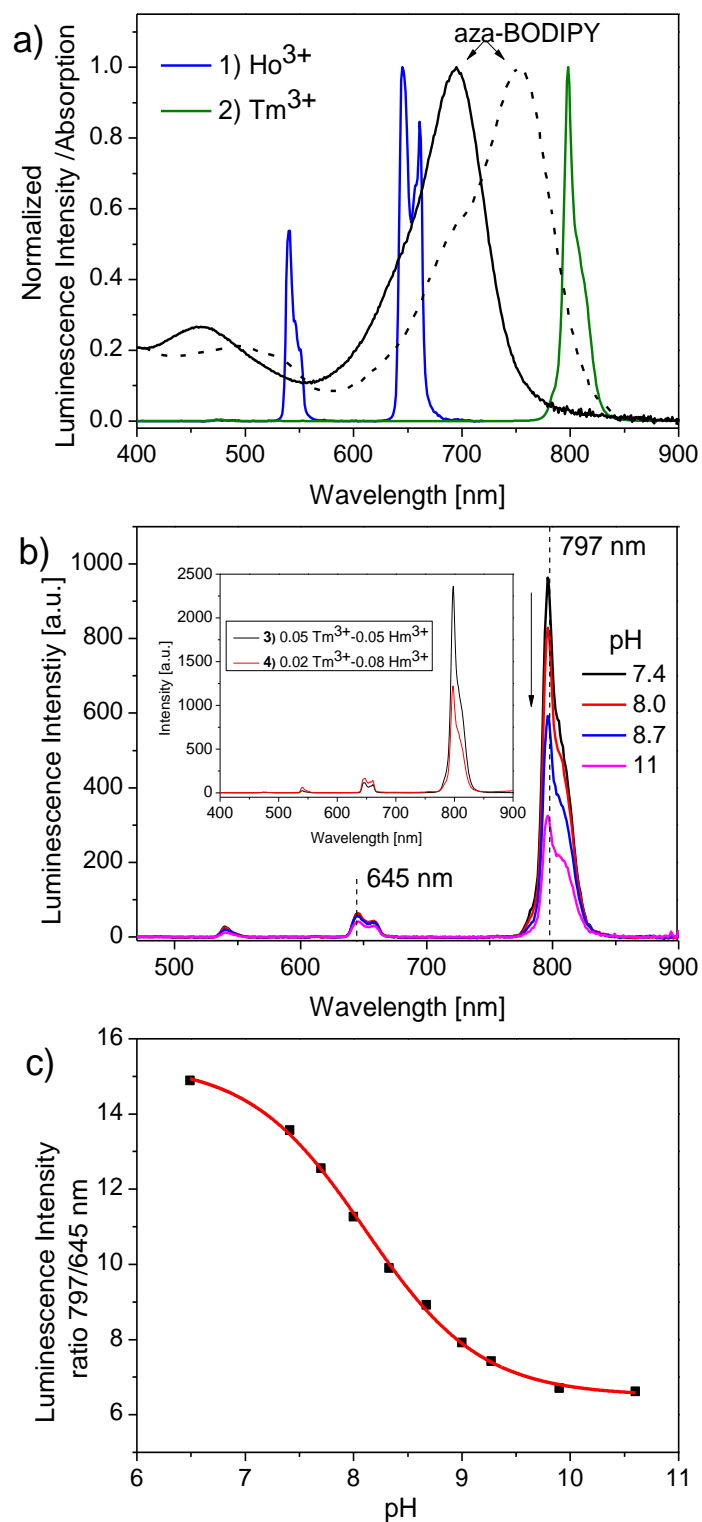 a)
aza-BODIPY
1) Ho3+
2) Tm3+
Normalized
Luminescence Intensity /Absorption
1.0
0.8
0.6
0.4
0.2
0.0
400 500 600 700 800 900
Wavelength [nm]
b)
Luminescence Intenstiy [a.u.]
1000
800
600
400
200
0
797 nm
pH
7.4
8.0
8.7
11
645 nm
Intensity [a.u.]
2500
2000
1500
1000
500
0
3) 0.05 Tm3+-0.05 Hm3+
4) 0.02 Tm3+-0.08 Hm3+
400 500 600 700 800 900
Wavelength [nm]
500 600 700 800 900
Wavelength [nm]
c)
Luminescence Intensity
ratio 797/645 nm
16
14
12
10
8
6
6 7 8 9 10 11
pH